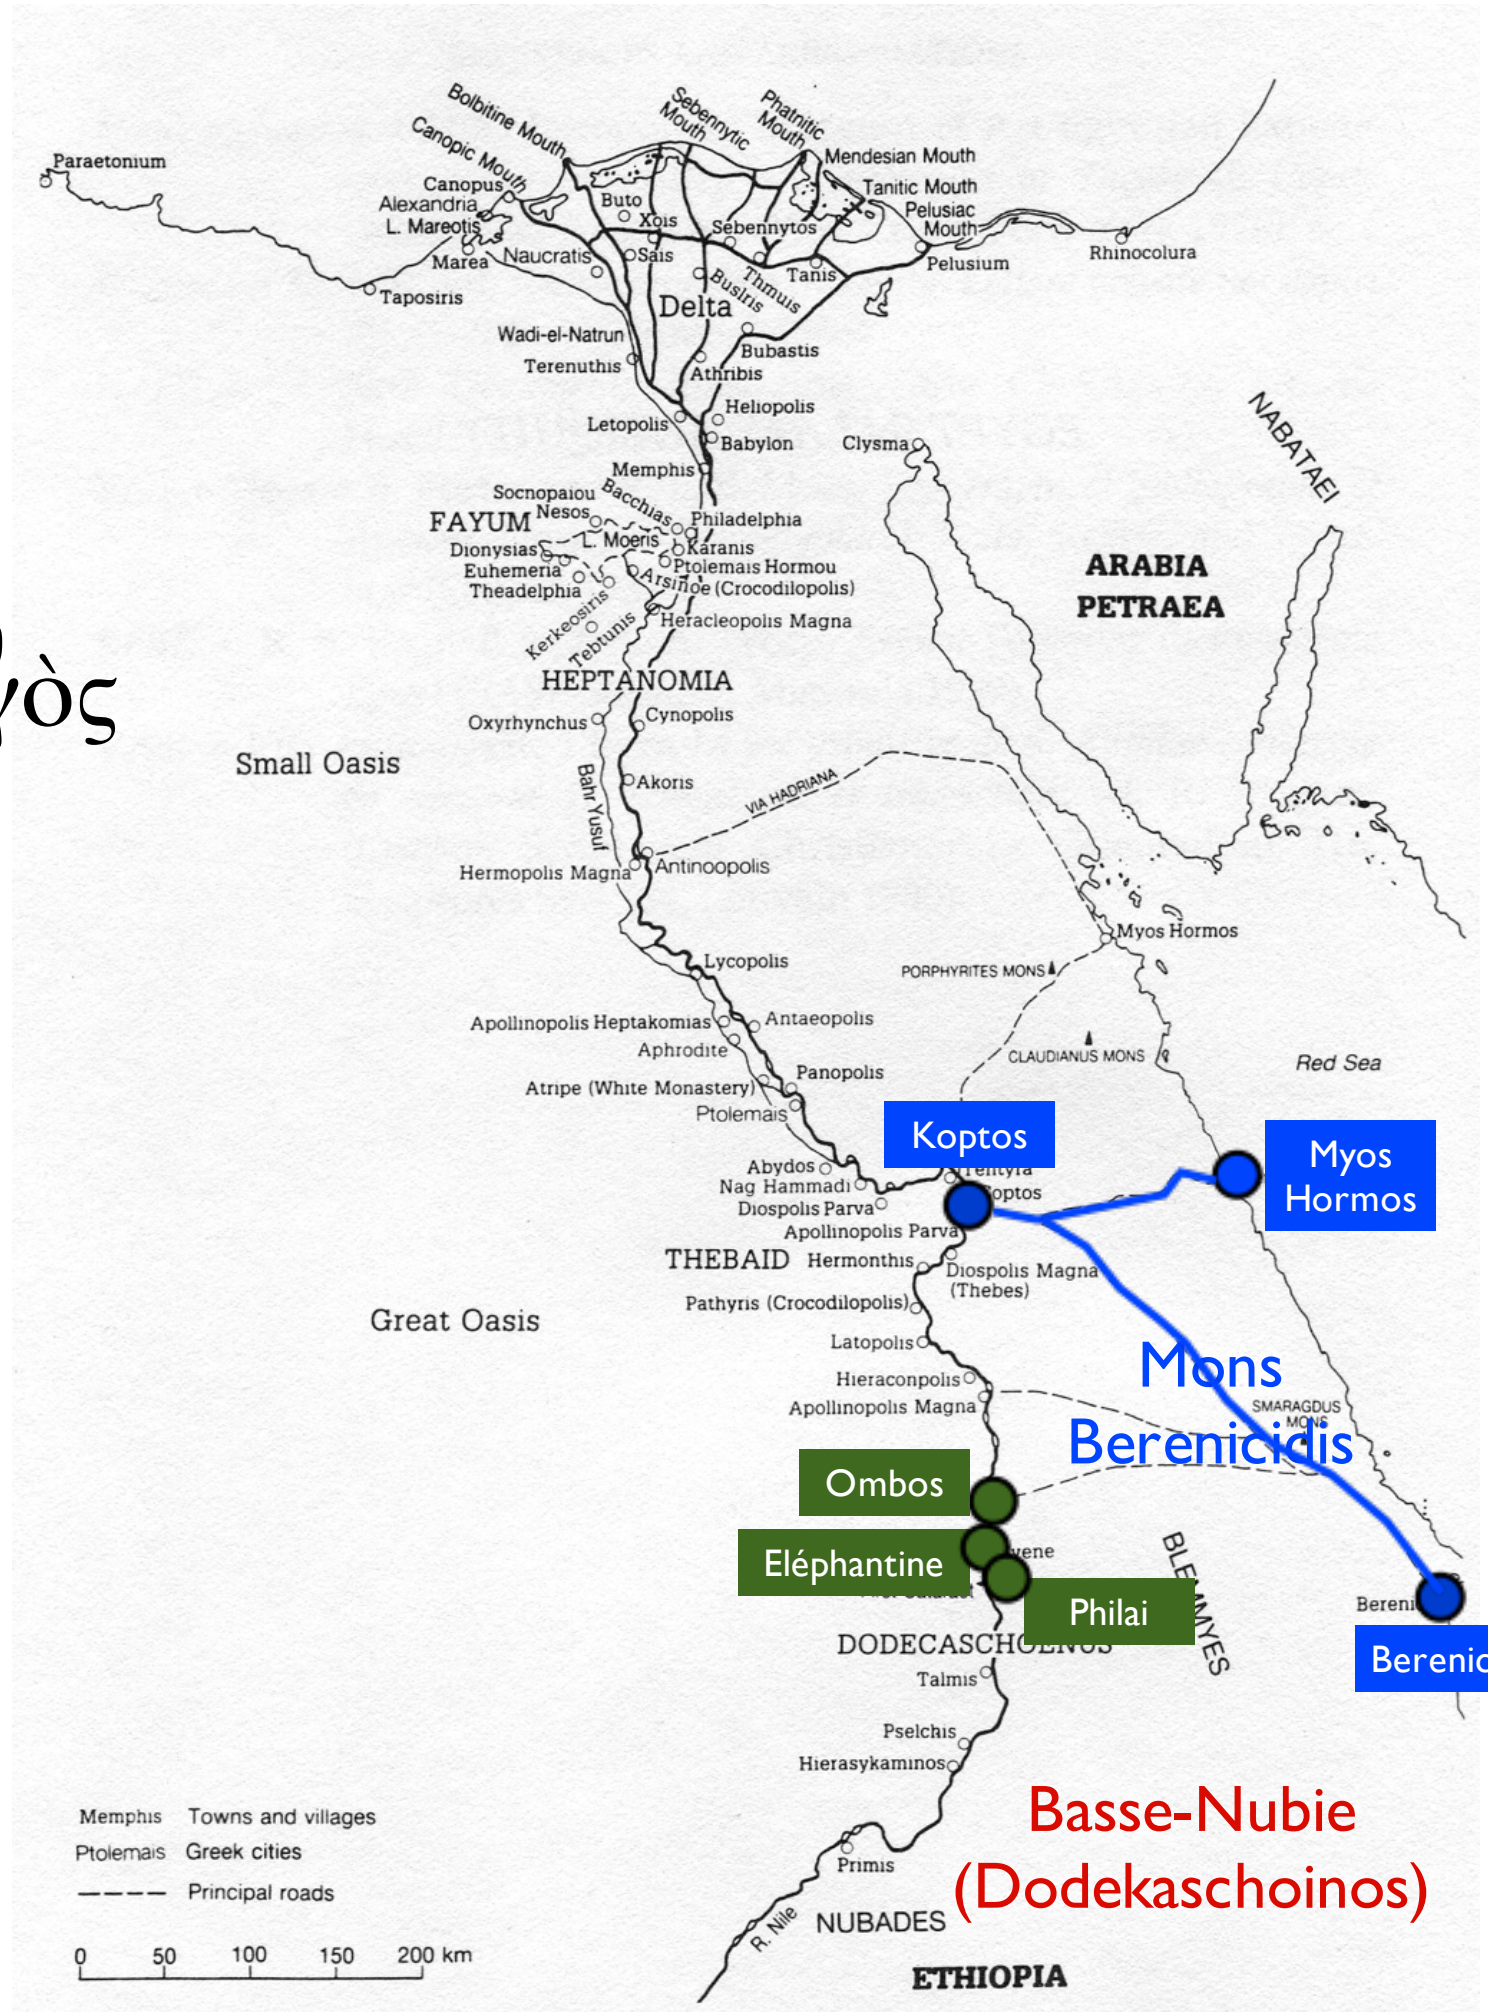 Bolbitine Mouth
Sebennytic
Mouth
Phatnitic
Mouth
Canopic Mouth
Mendesian Mouth
Paraetonium
Canopus
Tanitic Mouth
Alexandria
Buto
Pelusiac
Mouth
L. Mareotis
Xois
Sebennytos
Marea
Naucratis
Sais
Tanis
Pelusium
Rhinocolura
Taposiris
Busiris
Thmuis
Delta
Wadi-el-Natrun
Terenuthis
Bubastis
Athribis
Letopolis
Heliopolis
Babylon
Clysma
NABATAEI
Memphis
Socnopaiou
Nesos
Bacchias
Philadelphia
FAYUM
L. Moeris
Karanis
Dionysias
Ptolemais Hormou
Euhemeria
Arsinoe (Crocodilopolis)
Theadelphia
Kerkeosiris
Tebtunis
Heracleopolis Magna
ARABIA
PETRAEA
γὸς
HEPTANOMIA
Oxyrhynchus
Cynopolis
Small Oasis
Bahr Yusuf
Akoris
VIA HADRIANA
Hermopolis Magna
Antinoopolis
Myos Hormos
Lycopolis
PORPHYRITES MONS
Apollinopolis Heptakomias
Antaeopolis
Aphrodite
CLAUDIANUS MONS
Red Sea
Atripe (White Monastery)
Panopolis
Ptolemais
Koptos
Myos
Hormos
Abydos
Tentyra
Nag Hammadi
Diospolis Parva
Apollinopolis Parva
THEBAID
Hermonthis
Diospolis Magna
(Thebes)
Pathyris (Crocodilopolis)
Great Oasis
Latopolis
Mons
Berenicidis
Hieraconpolis
Apollinopolis Magna
SMARAGDUS
MONS
Ombos
Eléphantine
Philai
BLEMMYES
DODECASCHOENUS
Talmis
Pselchis
Hierasykaminos
Basse-Nubie
(Dodekaschoinos)
Primis
R. Nile
NUBADES
ETHIOPIA
Memphis Towns and villages
Ptolemais Greek cities
Principal roads
0 50 100 150 200 km